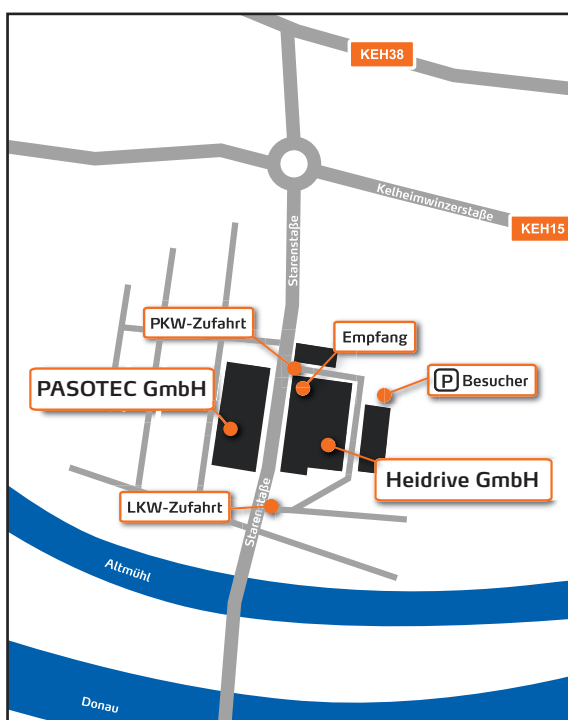 KEH38
Kelheimwinzerstaße
KEH15
Starenstaße
PKW-Zufahrt
Empfang
PASOTEC GmbH
P Besucher
Heidrive GmbH
LKW-Zufahrt
Starenstaße
Altmühl
Donau